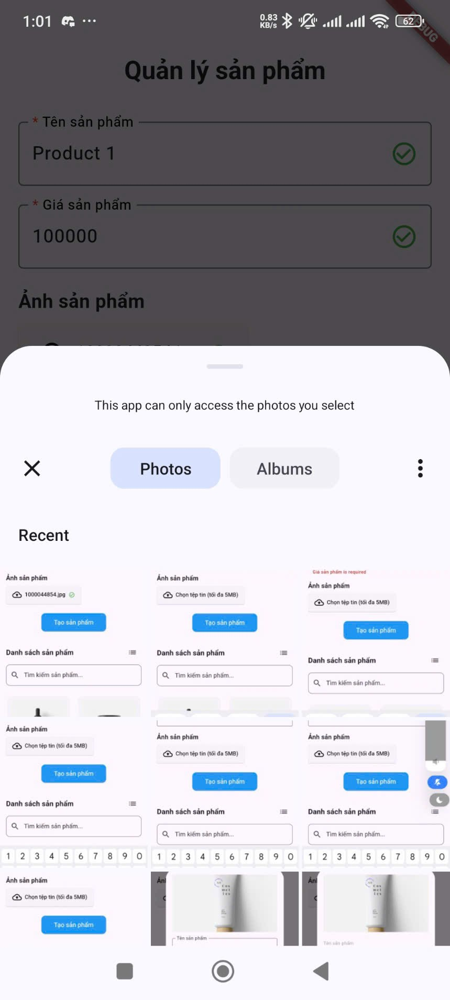 1:01
0.83
KB/s
62
DEBUG
Quản lý sản phẩm
* Tên sản phẩm
Product 1
* Giá sản phẩm
100000
Ảnh sản phẩm
This app can only access the photos you select
Photos
Albums
Recent
Ảnh sản phẩm
1000044854.jpg
Tạo sản phẩm
Danh sách sản phẩm
Tìm kiếm sản phẩm...
Ảnh sản phẩm
Chọn tệp tin (tối đa 5MB)
Tạo sản phẩm
Danh sách sản phẩm
Tìm kiếm sản phẩm...
Giá sản phẩm is required
Ảnh sản phẩm
Chọn tệp tin (tối đa 5MB)
Tạo sản phẩm
Danh sách sản phẩm
Tìm kiếm sản phẩm...
Ảnh sản phẩm
Chọn tệp tin (tối đa 5MB)
Tạo sản phẩm
Danh sách sản phẩm
Tìm kiếm sản phẩm...
1 2 3 4 5 6 7 8 9 0
Ảnh sản phẩm
Chọn tệp tin (tối đa 5MB)
Tạo sản phẩm
Danh sách sản phẩm
Tìm kiếm sản phẩm...
1 2 3 4 5 6 7 8 9 0
Ảnh sản phẩm
Chọn tệp tin (tối đa 5MB)
Tạo sản phẩm
Danh sách sản phẩm
Tìm kiếm sản phẩm...
1 2 3 4 5 6 7 8 9 0
Ảnh sản phẩm
Chọn tệp tin (tối đa 5MB)
Tạo sản phẩm
Cos
met
ics
Tên sản phẩm
Cos
met
ics
Tên sản phẩm